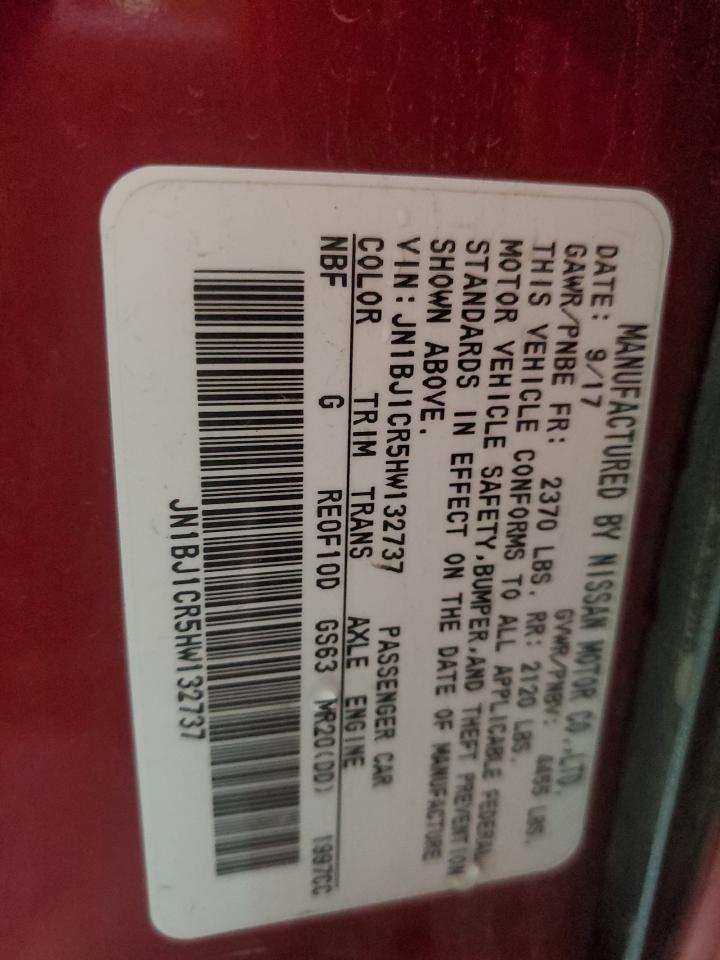 MANUFACTURED BY NISSAN MOTOR CO.,LTD.
DATE: 9/17 GVWR/PNBV: 4455 LBS.
GAWR/PNBE FR: 2370 LBS. RR: 2120 LBS.
THIS VEHICLE CONFORMS TO ALL APPLICABLE FEDERAL
MOTOR VEHICLE SAFETY,BUMPER,AND THEFT PREVENTION
STANDARDS IN EFFECT ON THE DATE OF MANUFACTURE
SHOWN ABOVE.
VIN:JN1BJ1CR5HW132737 PASSENGER CAR
COLOR TRIM TRANS AXLE ENGINE
NBF G RE0F10D GS63 MR20(DD) 1997CC
JN1BJ1CR5HW132737